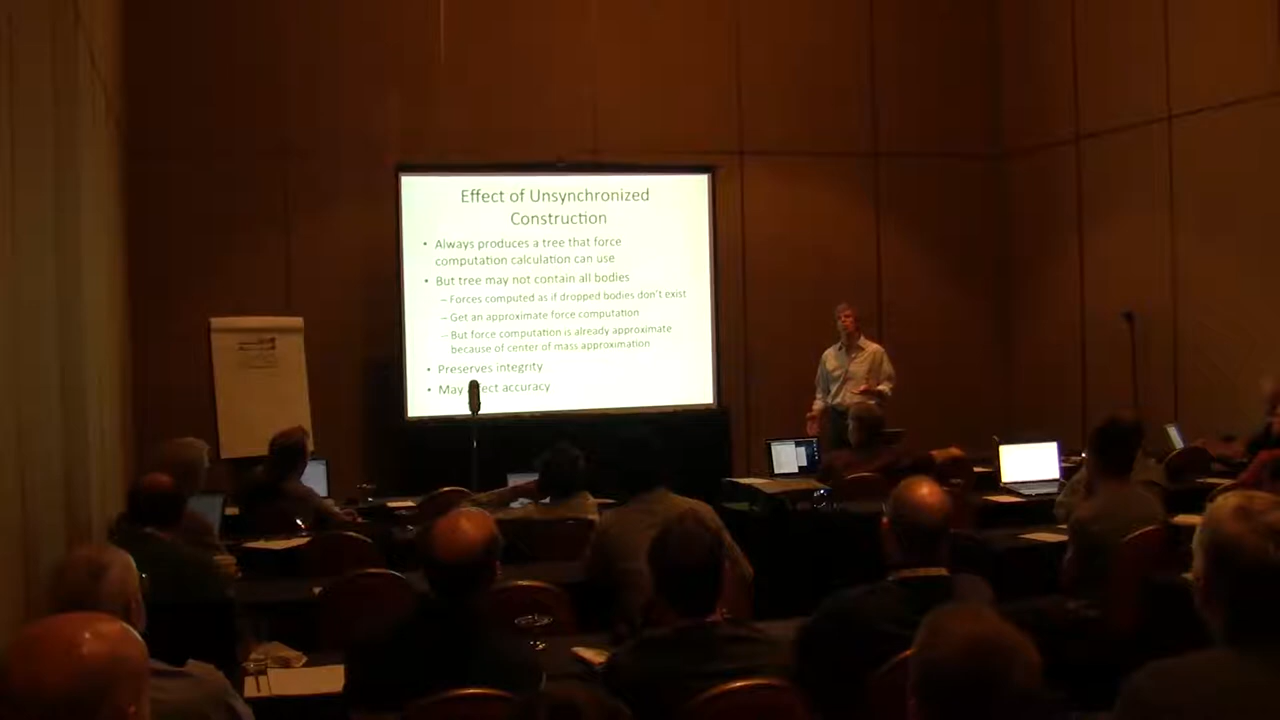 Effect of Unsynchronized
Construction
• Always produces a tree that force
computation calculation can use
• But tree may not contain all bodies
– Forces computed as if dropped bodies don't exist
– Get an approximate force computation
– But force computation is already approximate
because of center of mass approximation
• Preserves integrity
• May accuracy